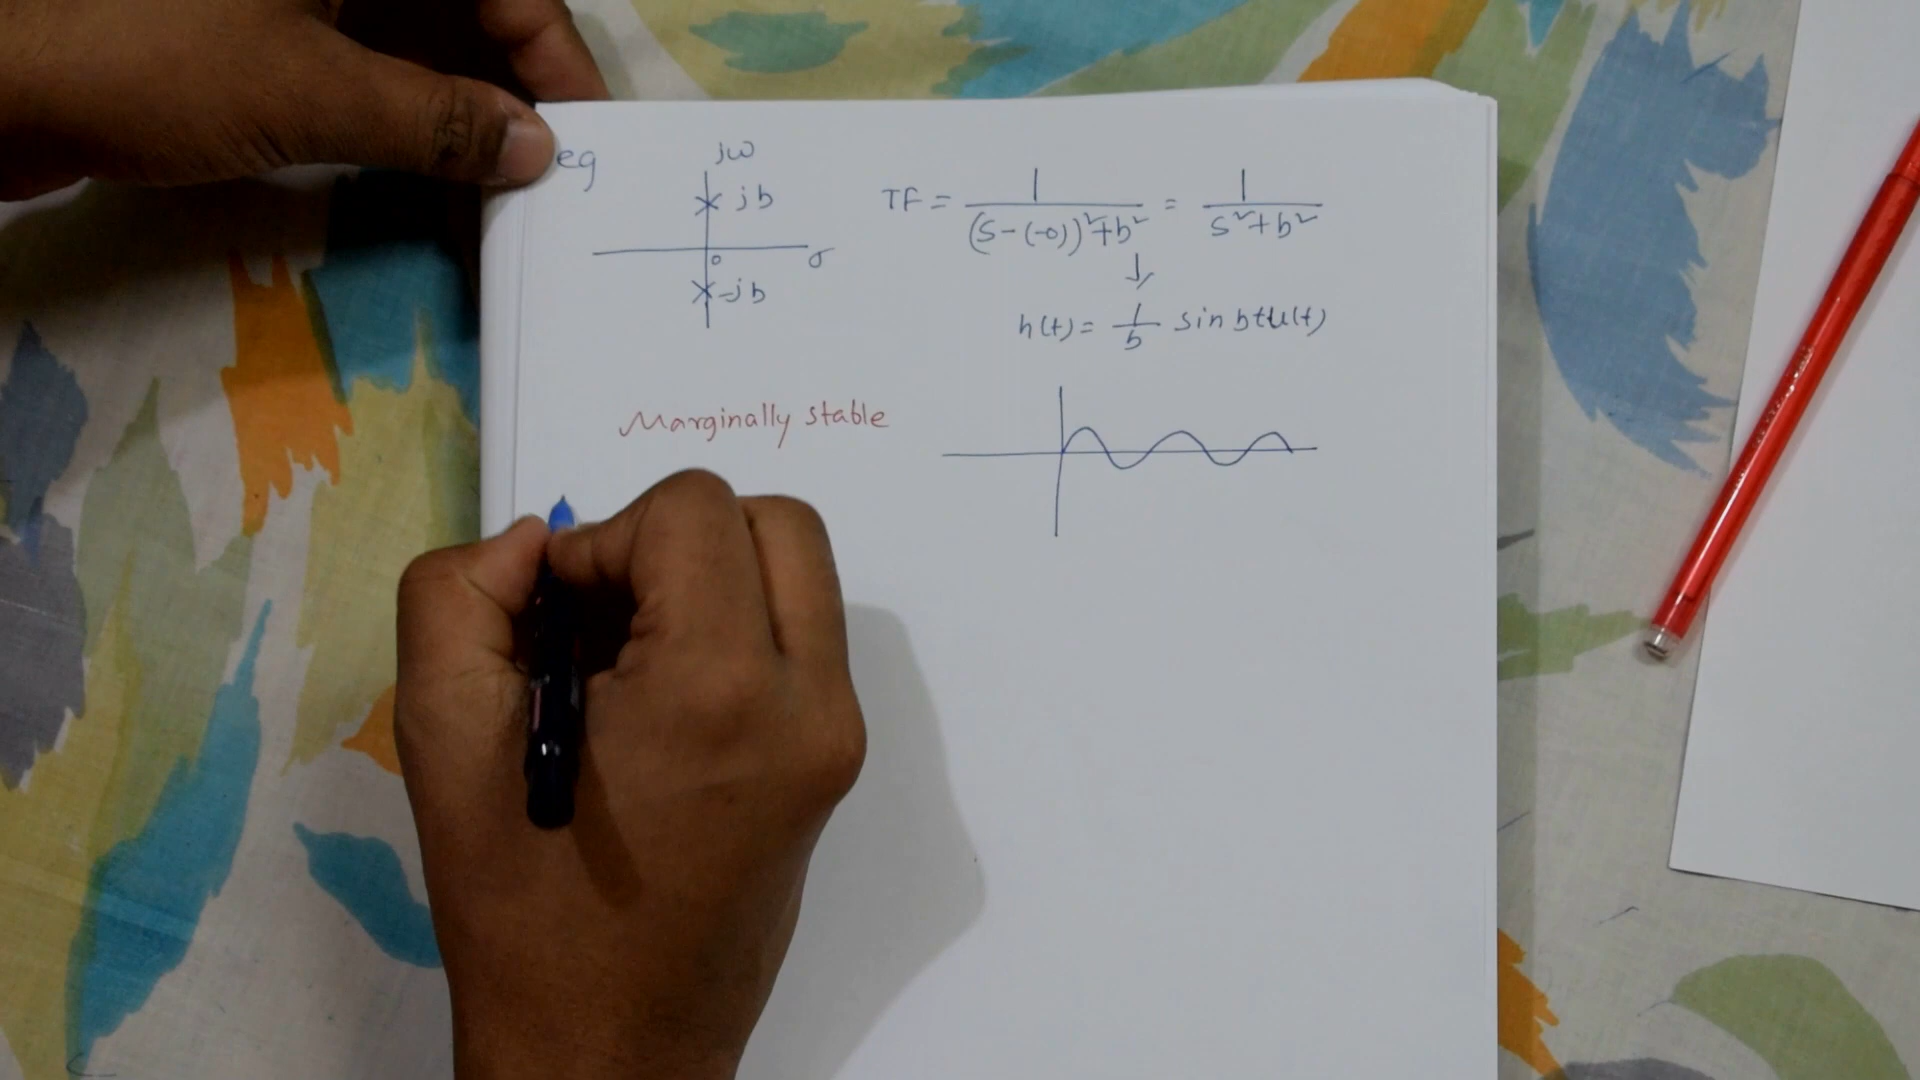 eg
jω
jb
0
σ
-jb
TF = 1/((s-(-0))²+b²) = 1/(s²+b²)
↓
h(t) = 1/b sin bt u(t)
Marginally stable